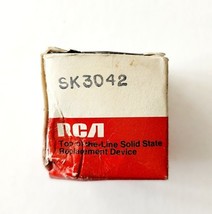 SK3042
RCA
Top-of-the-Line Solid State
Replacement Device